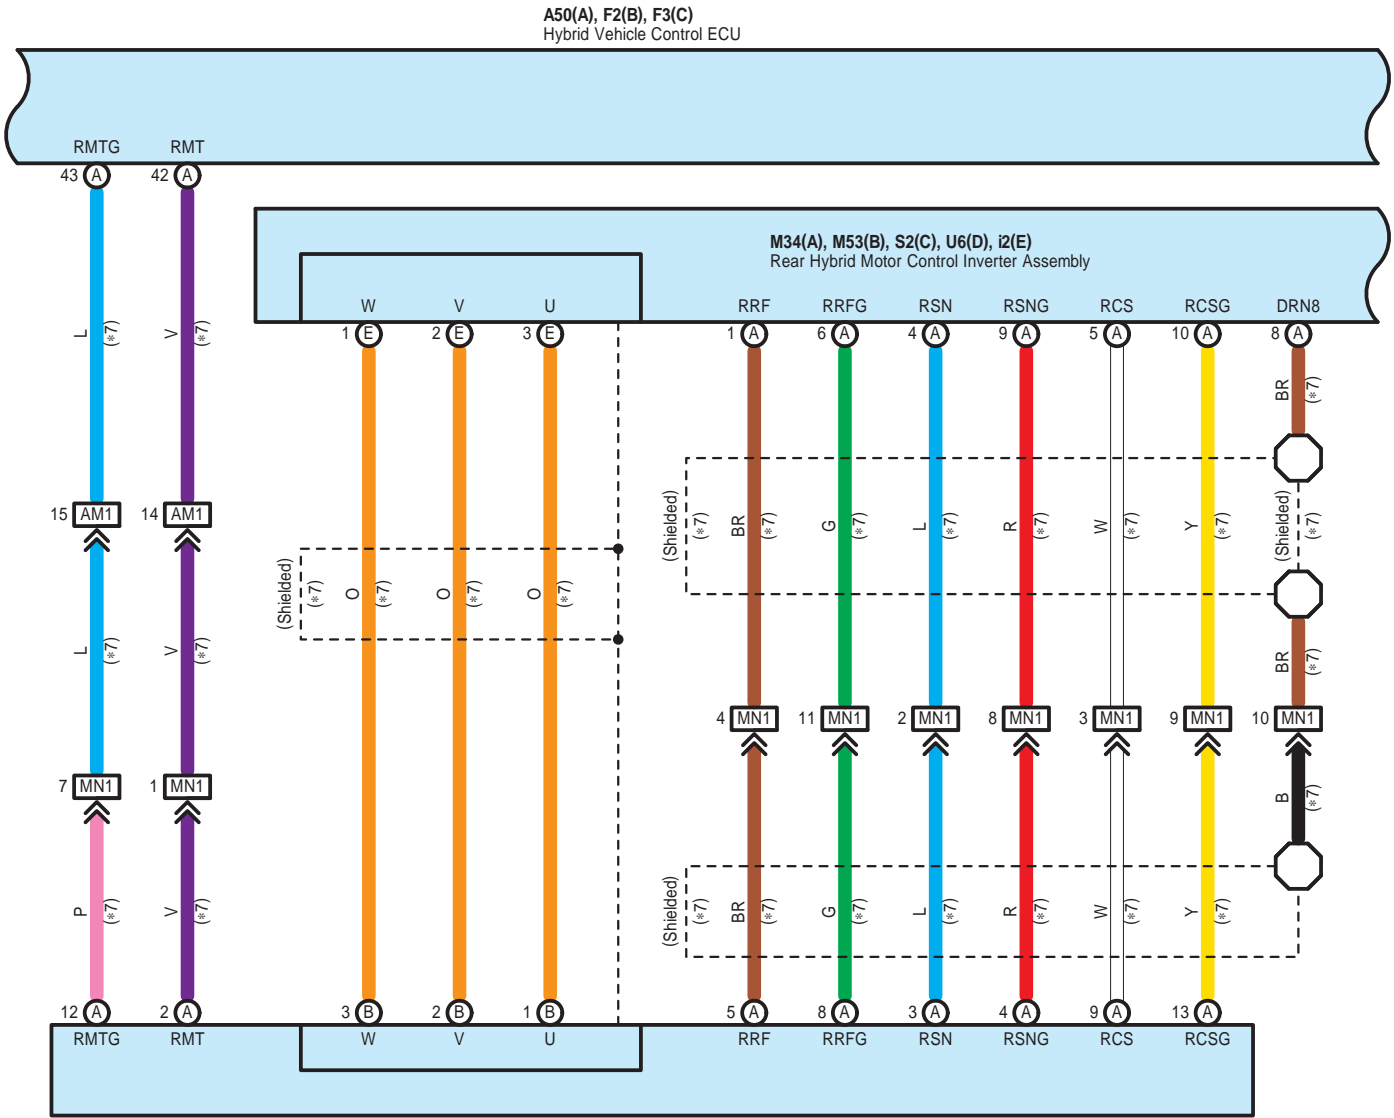 A50(A), F2(B), F3(C)
Hybrid Vehicle Control ECU
RMTG RMT
43 A 42 A
M34(A), M53(B), S2(C), U6(D), i2(E)
Rear Hybrid Motor Control Inverter Assembly
W V U RRF RRFG RSN RSNG RCS RCSG DRN8
1 E 2 E 3 E 1 A 6 A 4 A 9 A 5 A 10 A 8 A
L (*7) V (*7)
BR (*7)
15 AM1 14 AM1
(Shielded) (*7) BR (*7) G (*7) L (*7) R (*7) W (*7) Y (*7) (Shielded) (*7)
(Shielded) (*7) O (*7) O (*7) O (*7)
L (*7) V (*7)
BR (*7)
4 MN1 11 MN1 2 MN1 8 MN1 3 MN1 9 MN1 10 MN1
7 MN1 1 MN1
B (*7)
P (*7) V (*7)
(Shielded) (*7) BR (*7) G (*7) L (*7) R (*7) W (*7) Y (*7)
12 A 2 A 3 B 2 B 1 B 5 A 8 A 3 A 4 A 9 A 13 A
RMTG RMT W V U RRF RRFG RSN RSNG RCS RCSG